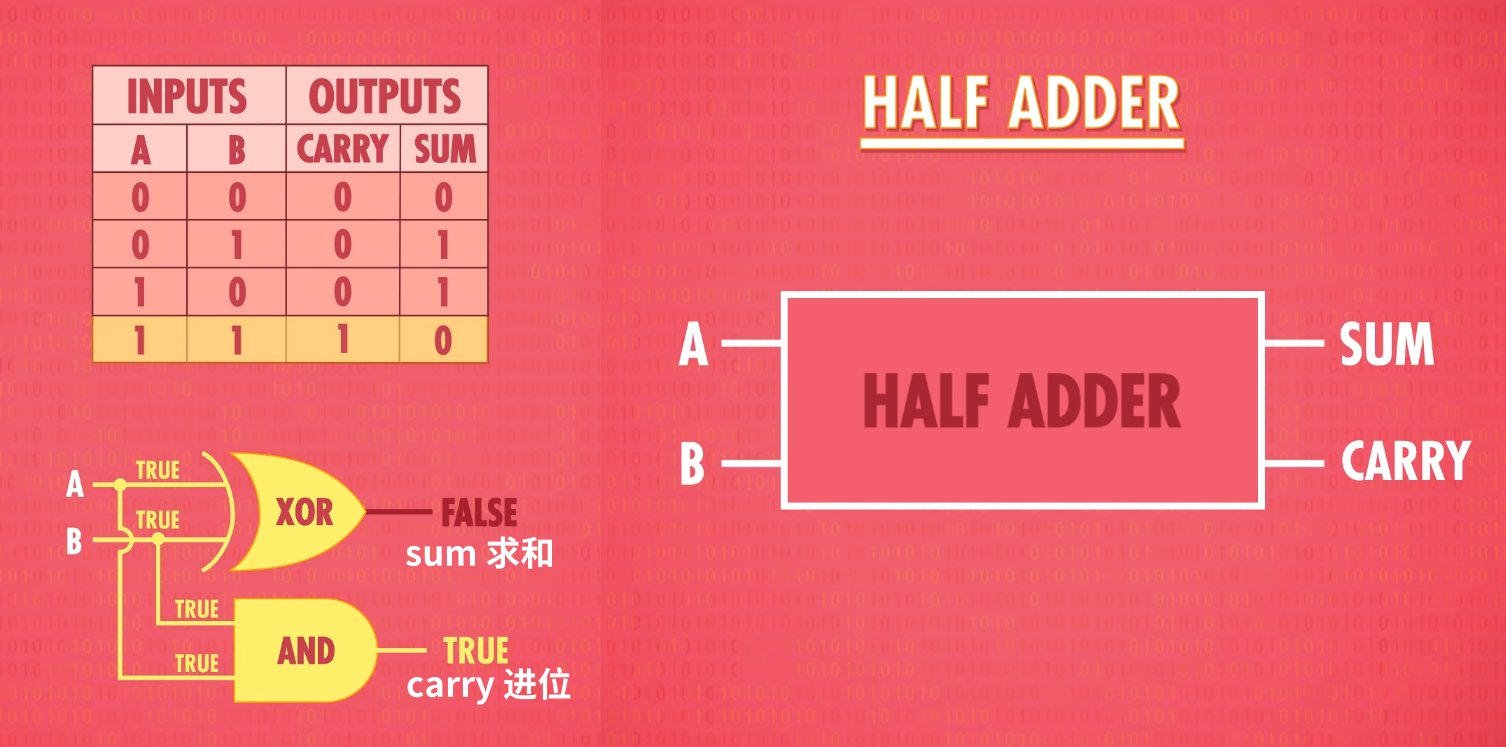 INPUTS OUTPUTS
A B CARRY SUM
0 0 0 0
0 1 0 1
1 0 0 1
1 1 1 0
A TRUE
B TRUE
XOR
FALSE
sum 求和
TRUE
TRUE
AND
TRUE
carry 进位
HALF ADDER
A
B
HALF ADDER
SUM
CARRY